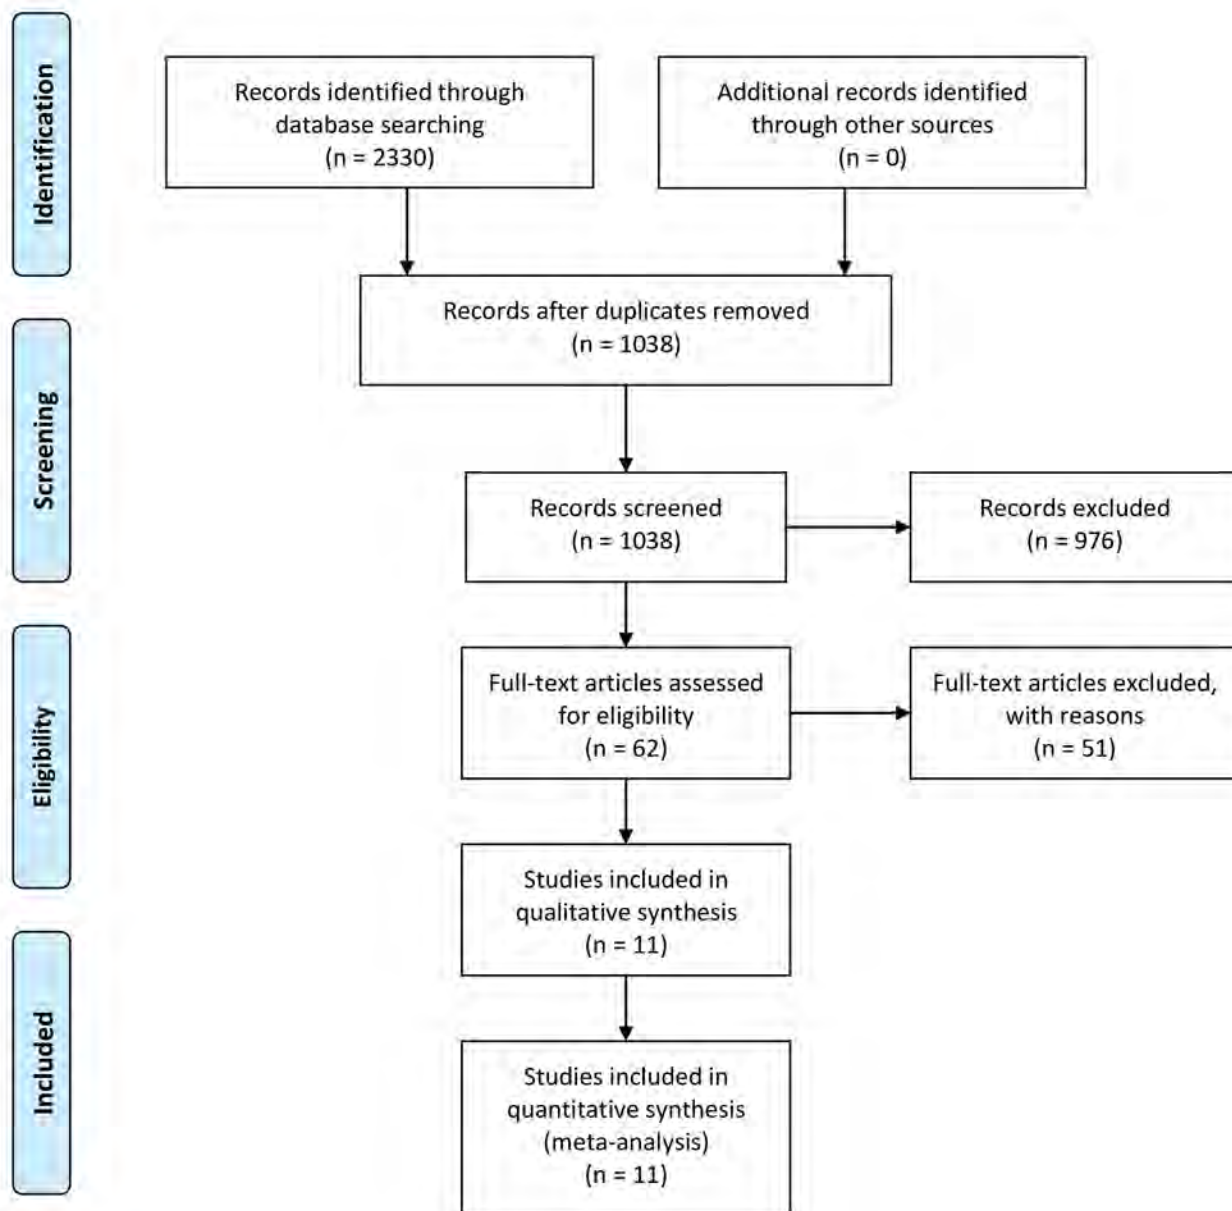 Identification
Records identified through
database searching
(n = 2330)
Additional records identified
through other sources
(n = 0)
Records after duplicates removed
(n = 1038)
Screening
Records screened
(n = 1038)
Records excluded
(n = 976)
Eligibility
Full-text articles assessed
for eligibility
(n = 62)
Full-text articles excluded,
with reasons
(n = 51)
Studies included in
qualitative synthesis
(n = 11)
Included
Studies included in
quantitative synthesis
(meta-analysis)
(n = 11)